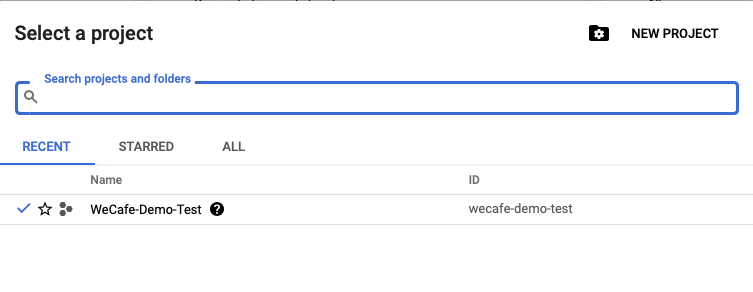 Select a project
NEW PROJECT
Search projects and folders
RECENT STARRED ALL
Name ID
WeCafe-Demo-Test wecafe-demo-test